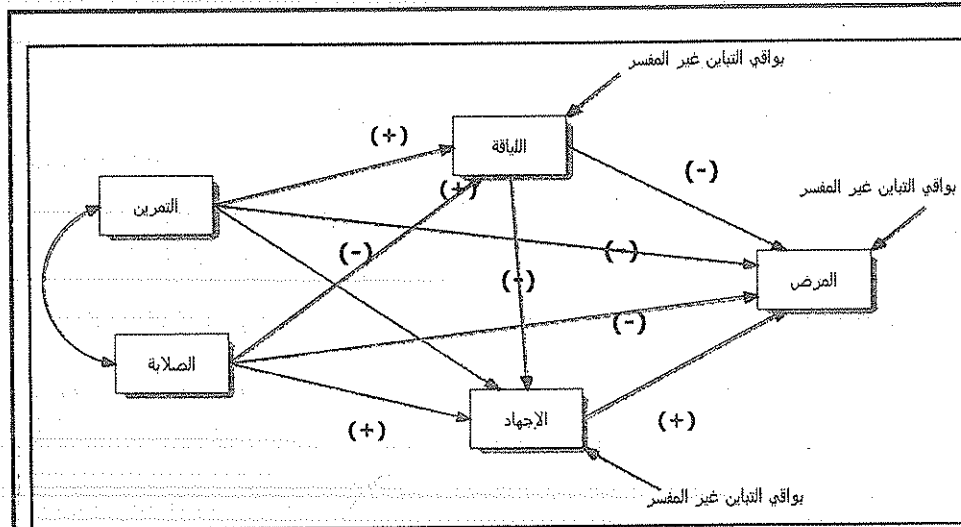 بواقي التباين غير المفسر
(+)
اللياقة
(-)
(+)
بواقي التباين غير المفسر
التمرين
(-)
(-)
(-)
المرض
(-)
الصلابة
(+)
الإجهاد
(+)
بواقي التباين غير المفسر